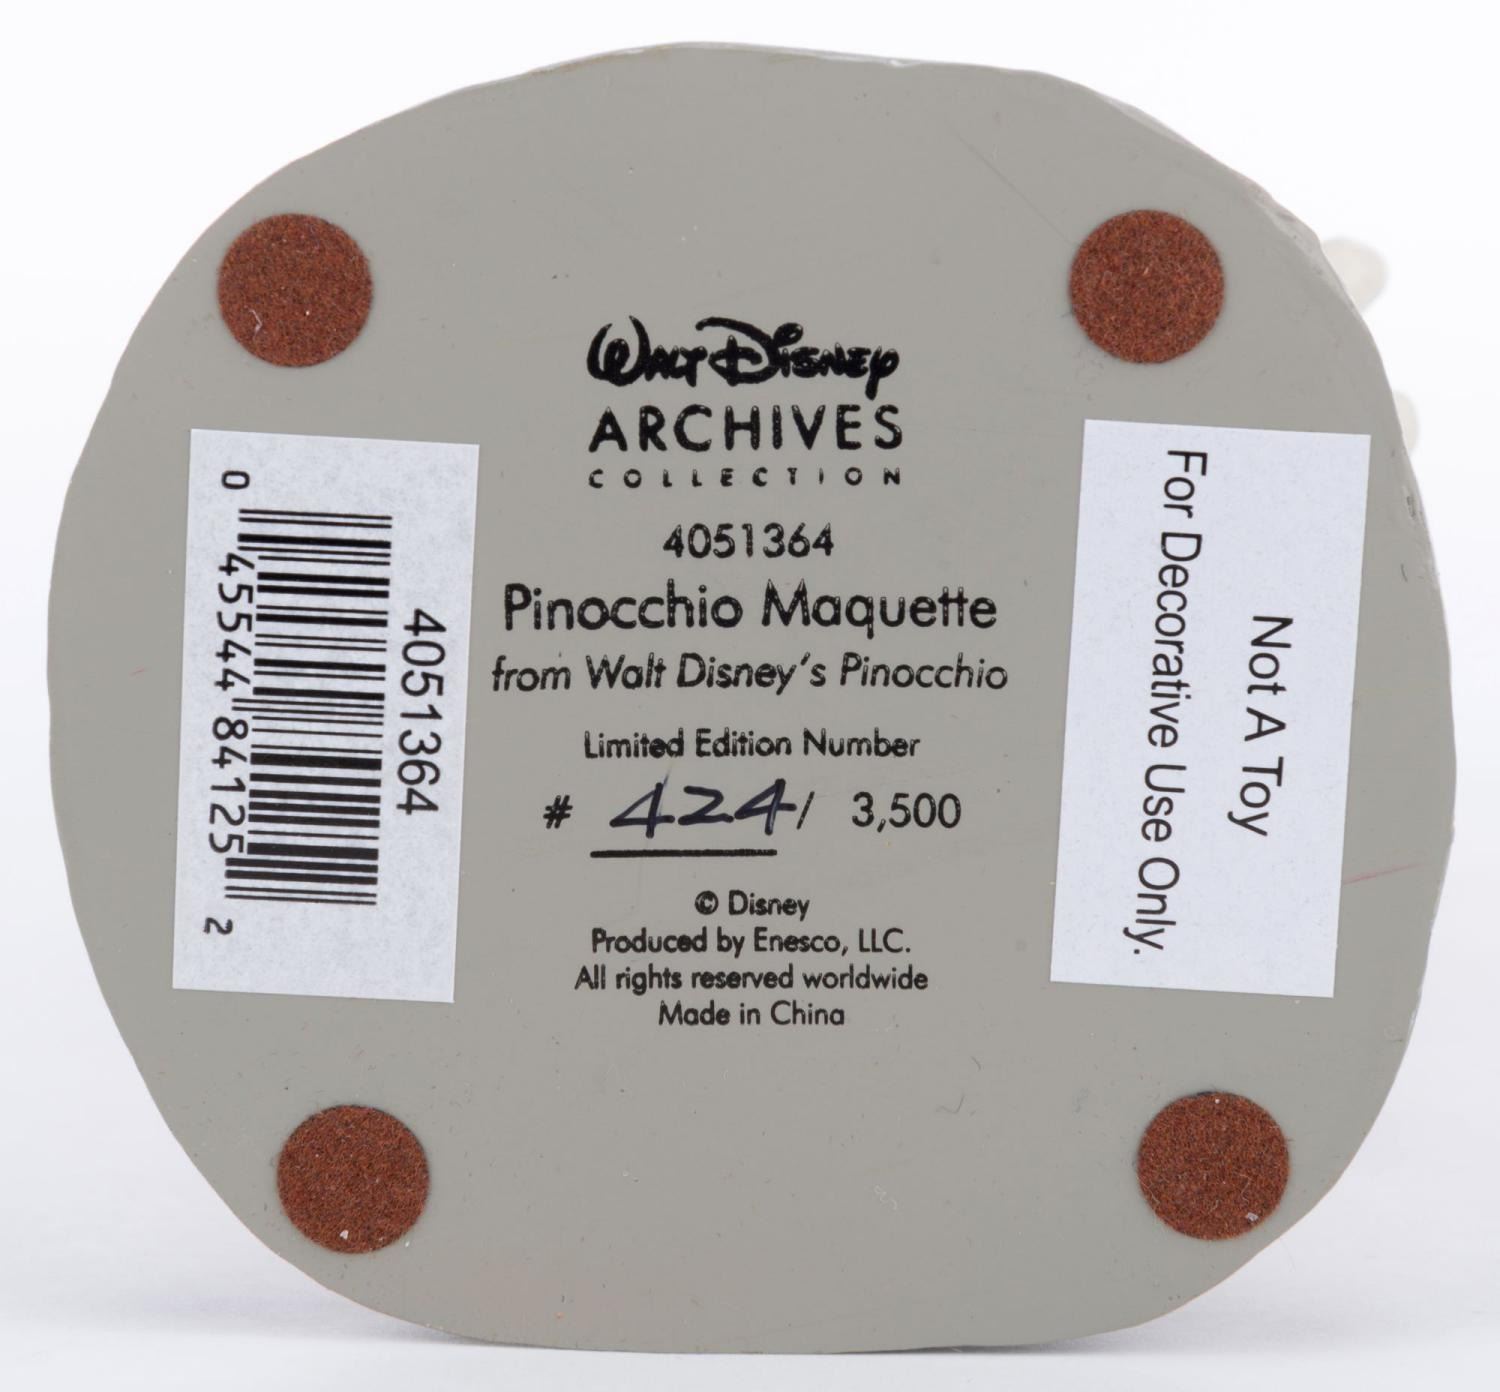 WALT DISNEY
ARCHIVES
COLLECTION
4051364
Pinocchio Maquette
from Walt Disney's Pinocchio
Limited Edition Number
# 424 / 3,500
© Disney
Produced by Enesco, LLC.
All rights reserved worldwide
Made in China
4051364
0 45544 84125 2
Not A Toy
For Decorative Use Only.